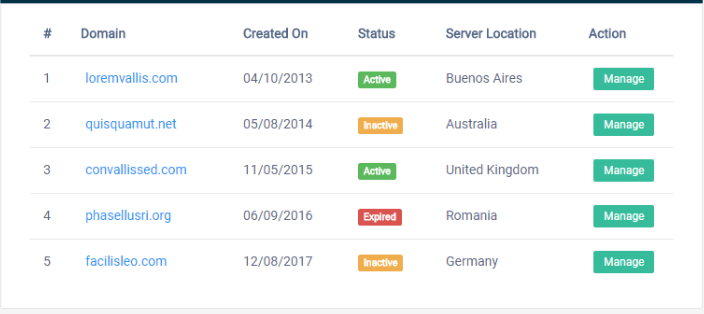 # Domain Created On Status Server Location Action
1 loremvallis.com 04/10/2013 Active Buenos Aires Manage
2 quisquamut.net 05/08/2014 Inactive Australia Manage
3 convallissed.com 11/05/2015 Active United Kingdom Manage
4 phasellusri.org 06/09/2016 Expired Romania Manage
5 facilisleo.com 12/08/2017 Inactive Germany Manage